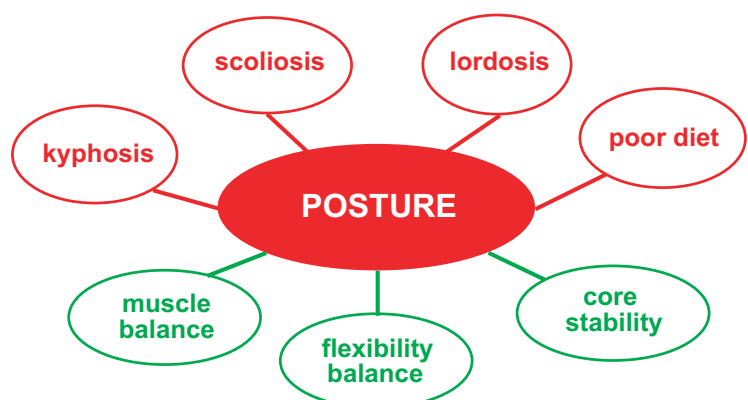 scoliosis
lordosis
kyphosis
poor diet
POSTURE
muscle
balance
flexibility
balance
core
stability